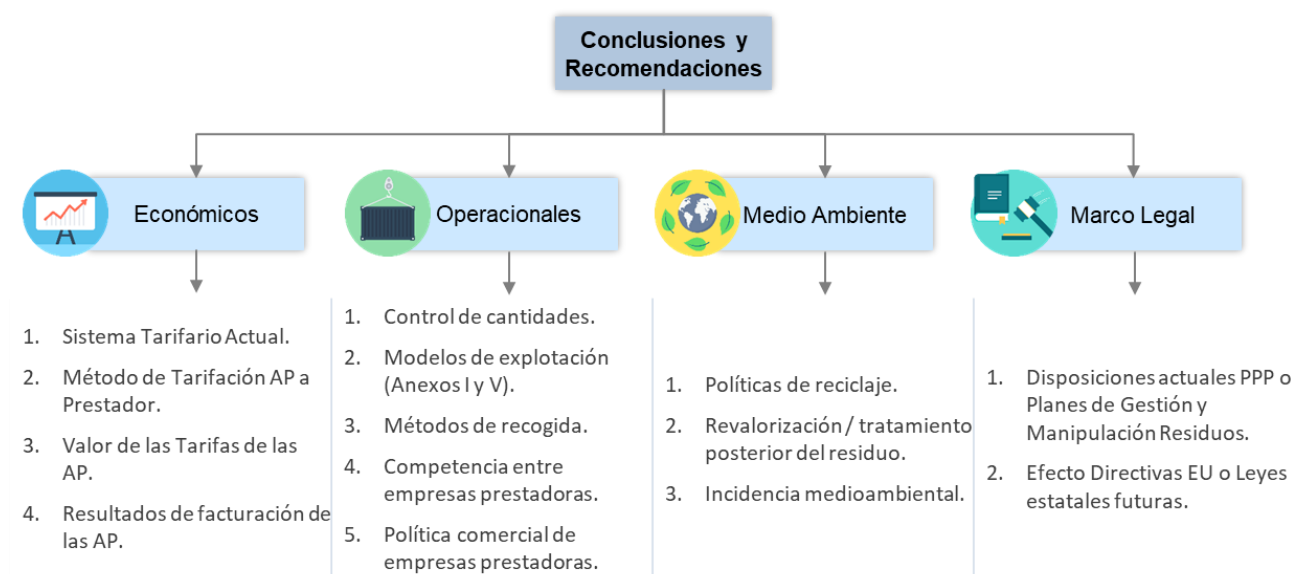 Conclusiones y
Recomendaciones
Económicos
1. Sistema Tarifario Actual.
2. Método de Tarifación AP a
Prestador.
3. Valor de las Tarifas de las
AP.
4. Resultados de facturación de
las AP.
Operacionales
1. Control de cantidades.
2. Modelos de explotación
(Anexos I y V).
3. Métodos de recogida.
4. Competencia entre
empresas prestadoras.
5. Política comercial de
empresas prestadoras.
Medio Ambiente
1. Políticas de reciclaje.
2. Revalorización / tratamiento
posterior del residuo.
3. Incidencia medioambiental.
Marco Legal
1. Disposiciones actuales PPP o
Planes de Gestión y
Manipulación Residuos.
2. Efecto Directivas EU o Leyes
estatales futuras.